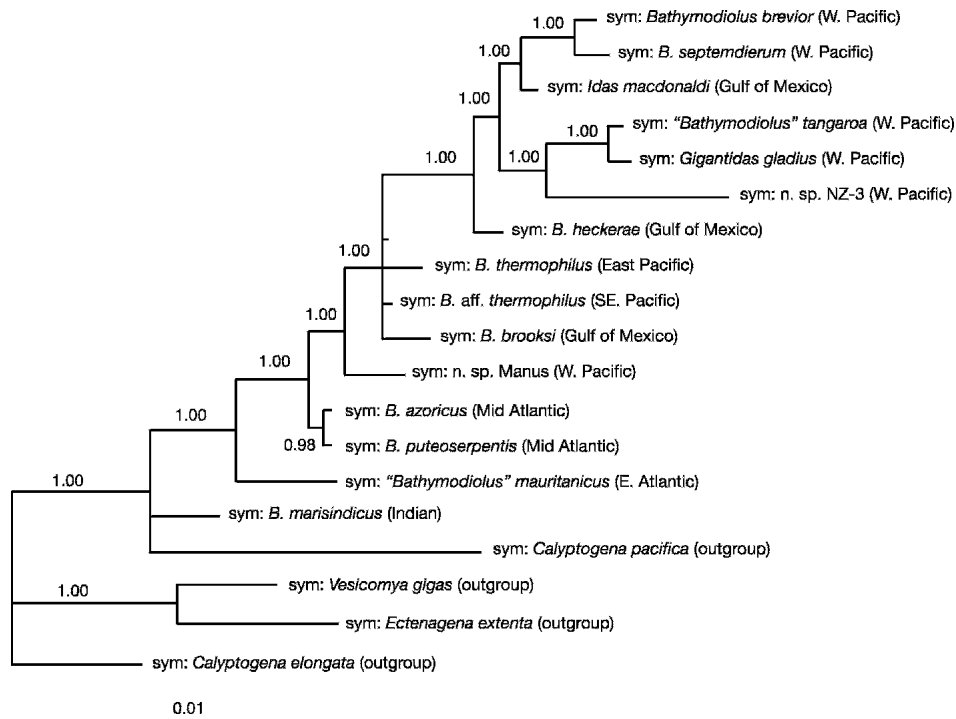 1.00 sym: Bathymodiolus brevior (W. Pacific)
1.00 sym: B. septemdierum (W. Pacific)
sym: Idas macdonaldi (Gulf of Mexico)
1.00
1.00 sym: “Bathymodiolus” tangaroa (W. Pacific)
1.00 1.00 sym: Gigantidas gladius (W. Pacific)
sym: n. sp. NZ-3 (W. Pacific)
sym: B. heckerae (Gulf of Mexico)
1.00
sym: B. thermophilus (East Pacific)
sym: B. aff. thermophilus (SE. Pacific)
1.00
sym: B. brooksi (Gulf of Mexico)
1.00
sym: n. sp. Manus (W. Pacific)
1.00 sym: B. azoricus (Mid Atlantic)
0.98 sym: B. puteoserpentis (Mid Atlantic)
1.00 sym: “Bathymodiolus” mauritanicus (E. Atlantic)
sym: B. marisindicus (Indian)
sym: Calyptogena pacifica (outgroup)
1.00 sym: Vesicomya gigas (outgroup)
sym: Ectenagena extenta (outgroup)
sym: Calyptogena elongata (outgroup)
0.01